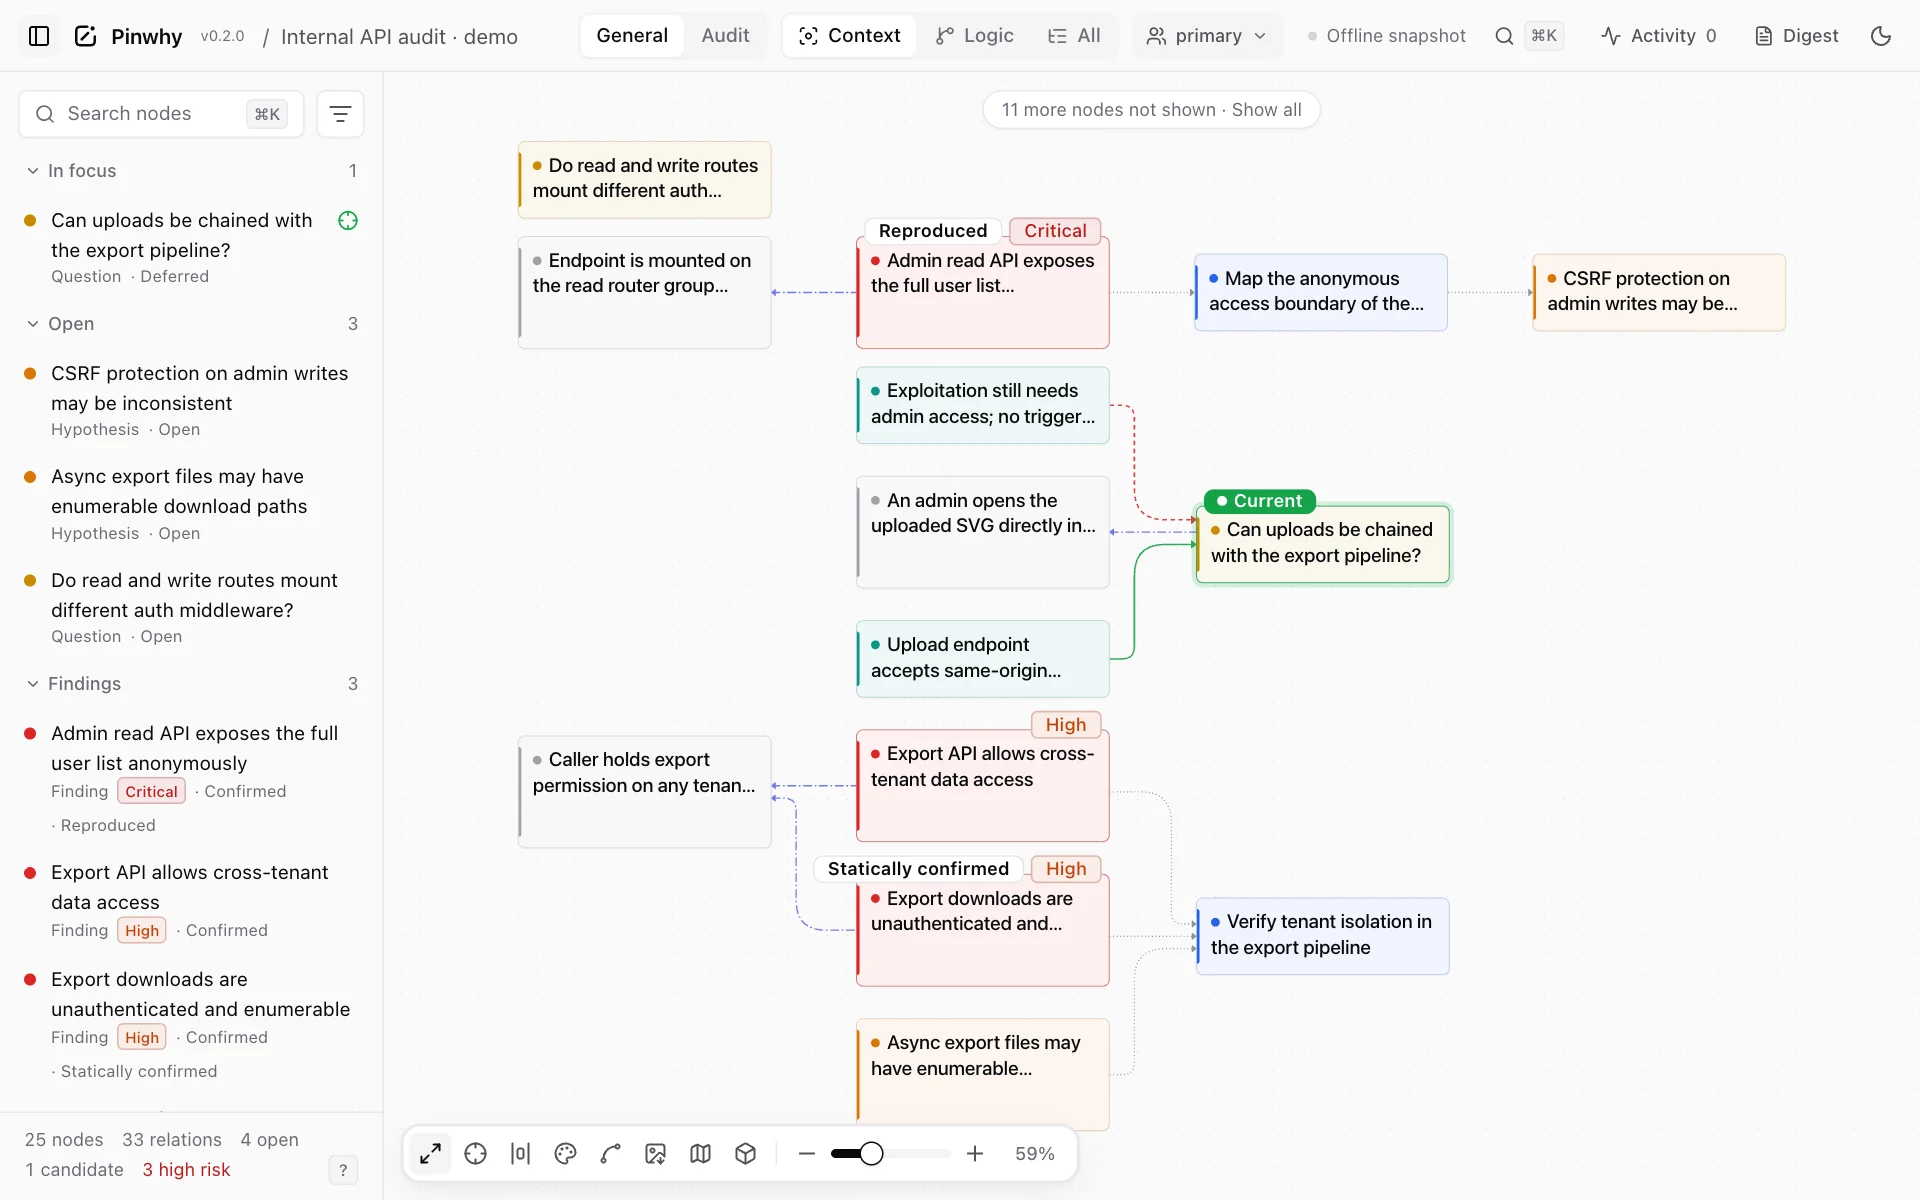 Pinwhy v0.2.0 / Internal API audit · demo
General Audit
Context Logic All
primary
Offline snapshot
⌘K
Activity 0
Digest
Search nodes ⌘K
In focus 1
Can uploads be chained with
the export pipeline?
Question · Deferred
Open 3
CSRF protection on admin writes
may be inconsistent
Hypothesis · Open
Async export files may have
enumerable download paths
Hypothesis · Open
Do read and write routes mount
different auth middleware?
Question · Open
Findings 3
Admin read API exposes the full
user list anonymously
Finding Critical · Confirmed
· Reproduced
Export API allows cross-tenant
data access
Finding High · Confirmed
Export downloads are
unauthenticated and enumerable
Finding High · Confirmed
· Statically confirmed
25 nodes 33 relations 4 open
1 candidate 3 high risk ?
11 more nodes not shown · Show all
Do read and write routes
mount different auth...
Endpoint is mounted on
the read router group...
Reproduced Critical
Admin read API exposes
the full user list...
Map the anonymous
access boundary of the...
CSRF protection on
admin writes may be...
Exploitation still needs
admin access; no trigger...
An admin opens the
uploaded SVG directly in...
Current
Can uploads be chained
with the export pipeline?
Upload endpoint
accepts same-origin...
Caller holds export
permission on any tenan...
High
Export API allows cross-
tenant data access
Statically confirmed High
Export downloads are
unauthenticated and...
Verify tenant isolation in
the export pipeline
Async export files may
have enumerable...
59%